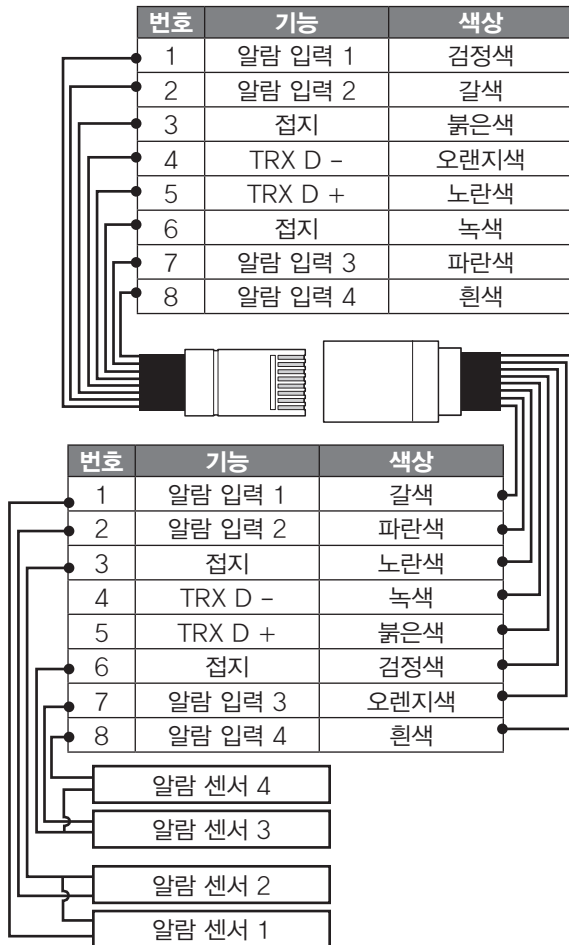 번호 기능 색상
1 알람 입력 1 검정색
2 알람 입력 2 갈색
3 접지 붉은색
4 TRX D – 오랜지색
5 TRX D + 노란색
6 접지 녹색
7 알람 입력 3 파란색
8 알람 입력 4 흰색
번호 기능 색상
1 알람 입력 1 갈색
2 알람 입력 2 파란색
3 접지 노란색
4 TRX D – 녹색
5 TRX D + 붉은색
6 접지 검정색
7 알람 입력 3 오렌지색
8 알람 입력 4 흰색
알람 센서 4
알람 센서 3
알람 센서 2
알람 센서 1